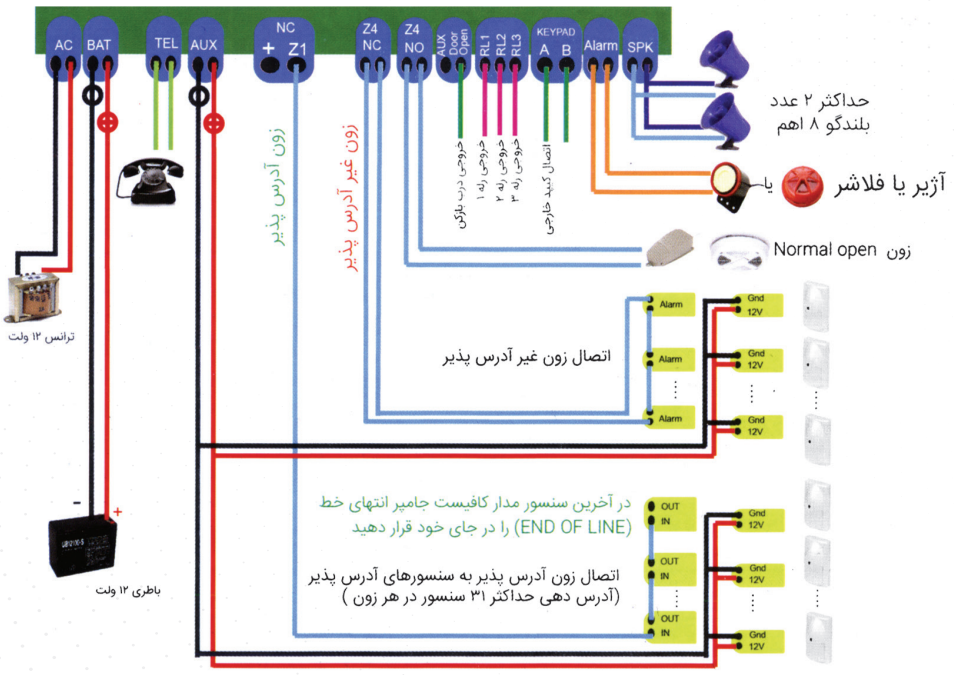 AC
BAT
TEL
AUX
NC
+ Z1
Z4
NC
Z4
NO
AUX
Door
Open
RL1
RL2
RL3
KEYPAD
A B
Alarm
SPK
حداکثر ۲ عدد
بلندگو ۸ اهم
آژیر یا فلاشر
یا
زون Normal open
زون آدرس پذیر
زون غیر آدرس پذیر
خروجی درب بازکن
خروجی رله ۱
خروجی رله ۲
خروجی رله ۳
اتصال کیپد خارجی
ترانس ۱۲ ولت
Alarm
Gnd
12V
اتصال زون غیر آدرس پذیر
Alarm
Gnd
12V
Alarm
Gnd
12V
- +
باطری ۱۲ ولت
در آخرین سنسور مدار کافیست جامپر انتهای خط
(END OF LINE) را در جای خود قرار دهید
OUT
IN
Gnd
12V
اتصال زون آدرس پذیر به سنسورهای آدرس پذیر
(آدرس دهی حداکثر ۳۱ سنسور در هر زون )
OUT
IN
Gnd
12V
OUT
IN
Gnd
12V